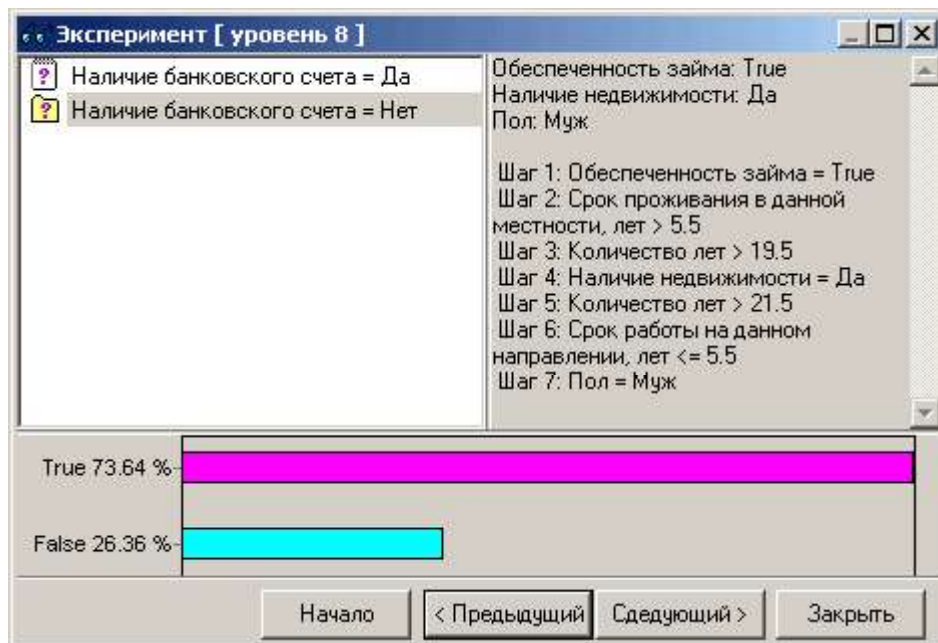 Эксперимент [ уровень 8 ]
Наличие банковского счета = Да
Наличие банковского счета = Нет
Обеспеченность займа: True
Наличие недвижимости: Да
Пол: Муж
Шаг 1: Обеспеченность займа = True
Шаг 2: Срок проживания в данной
местности, лет > 5.5
Шаг 3: Количество лет > 19.5
Шаг 4: Наличие недвижимости = Да
Шаг 5: Количество лет > 21.5
Шаг 6: Срок работы на данном
направлении, лет <= 5.5
Шаг 7: Пол = Муж
True 73.64 %
False 26.36 %
Начало
< Предыдущий
Сдедующий >
Закрыть